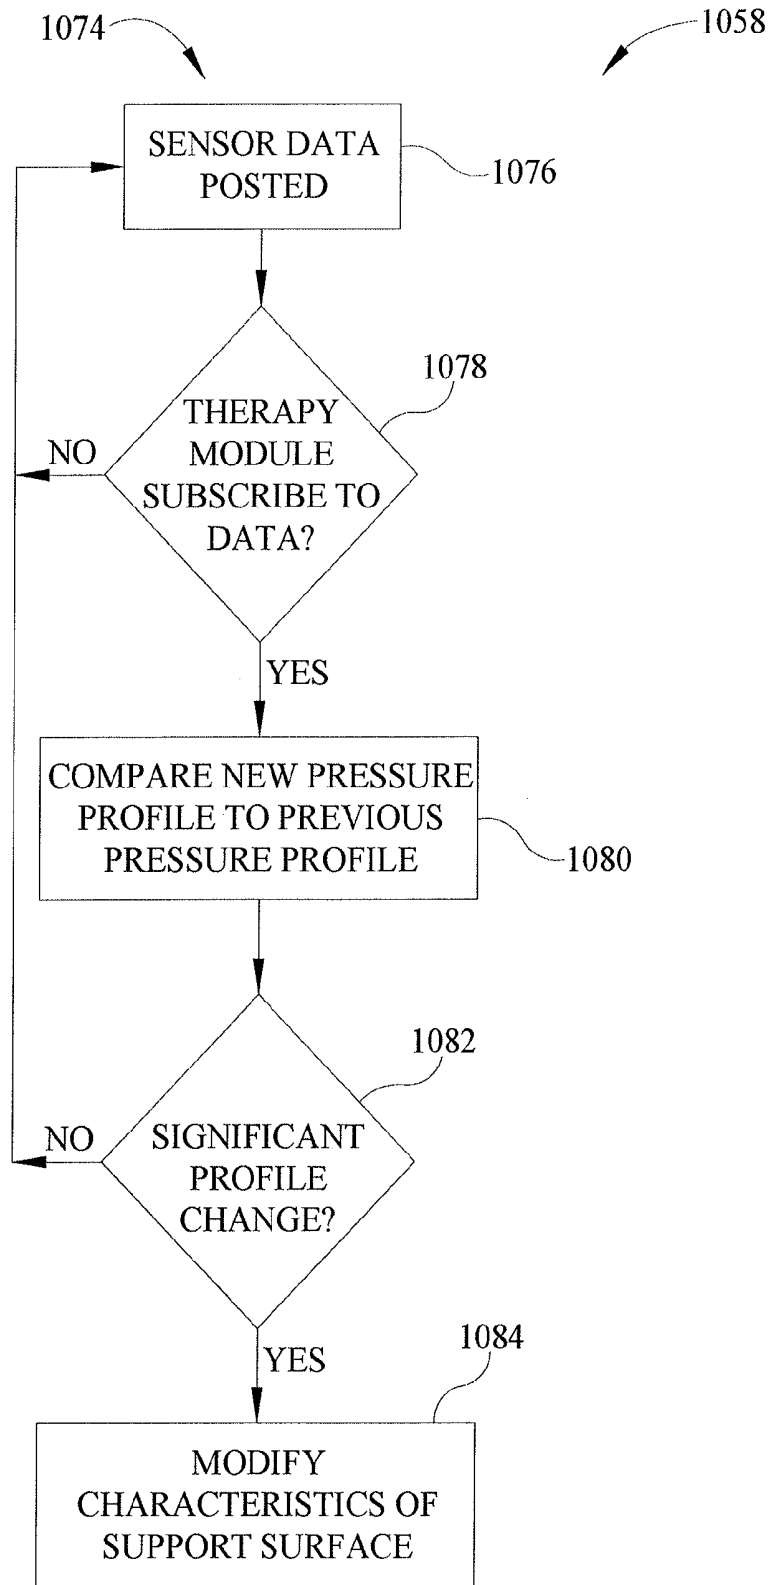 1074
1058
SENSOR DATA
POSTED
1076
1078
THERAPY
MODULE
SUBSCRIBE TO
DATA?
NO
YES
COMPARE NEW PRESSURE
PROFILE TO PREVIOUS
PRESSURE PROFILE
1080
1082
SIGNIFICANT
PROFILE
CHANGE?
NO
YES
1084
MODIFY
CHARACTERISTICS OF
SUPPORT SURFACE